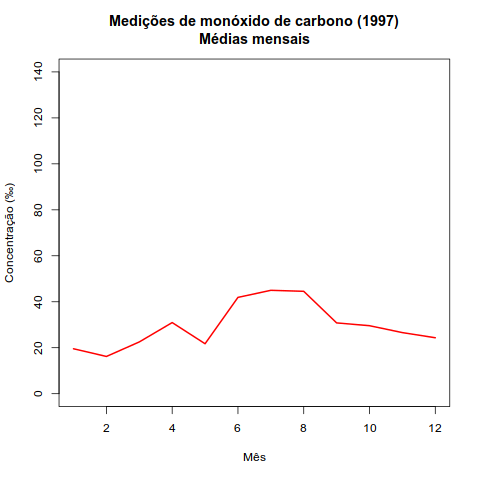 Medições de monóxido de carbono (1997)
Médias mensais
Concentração (‰)
140
120
100
80
60
40
20
0
2 4 6 8 10 12
Mês